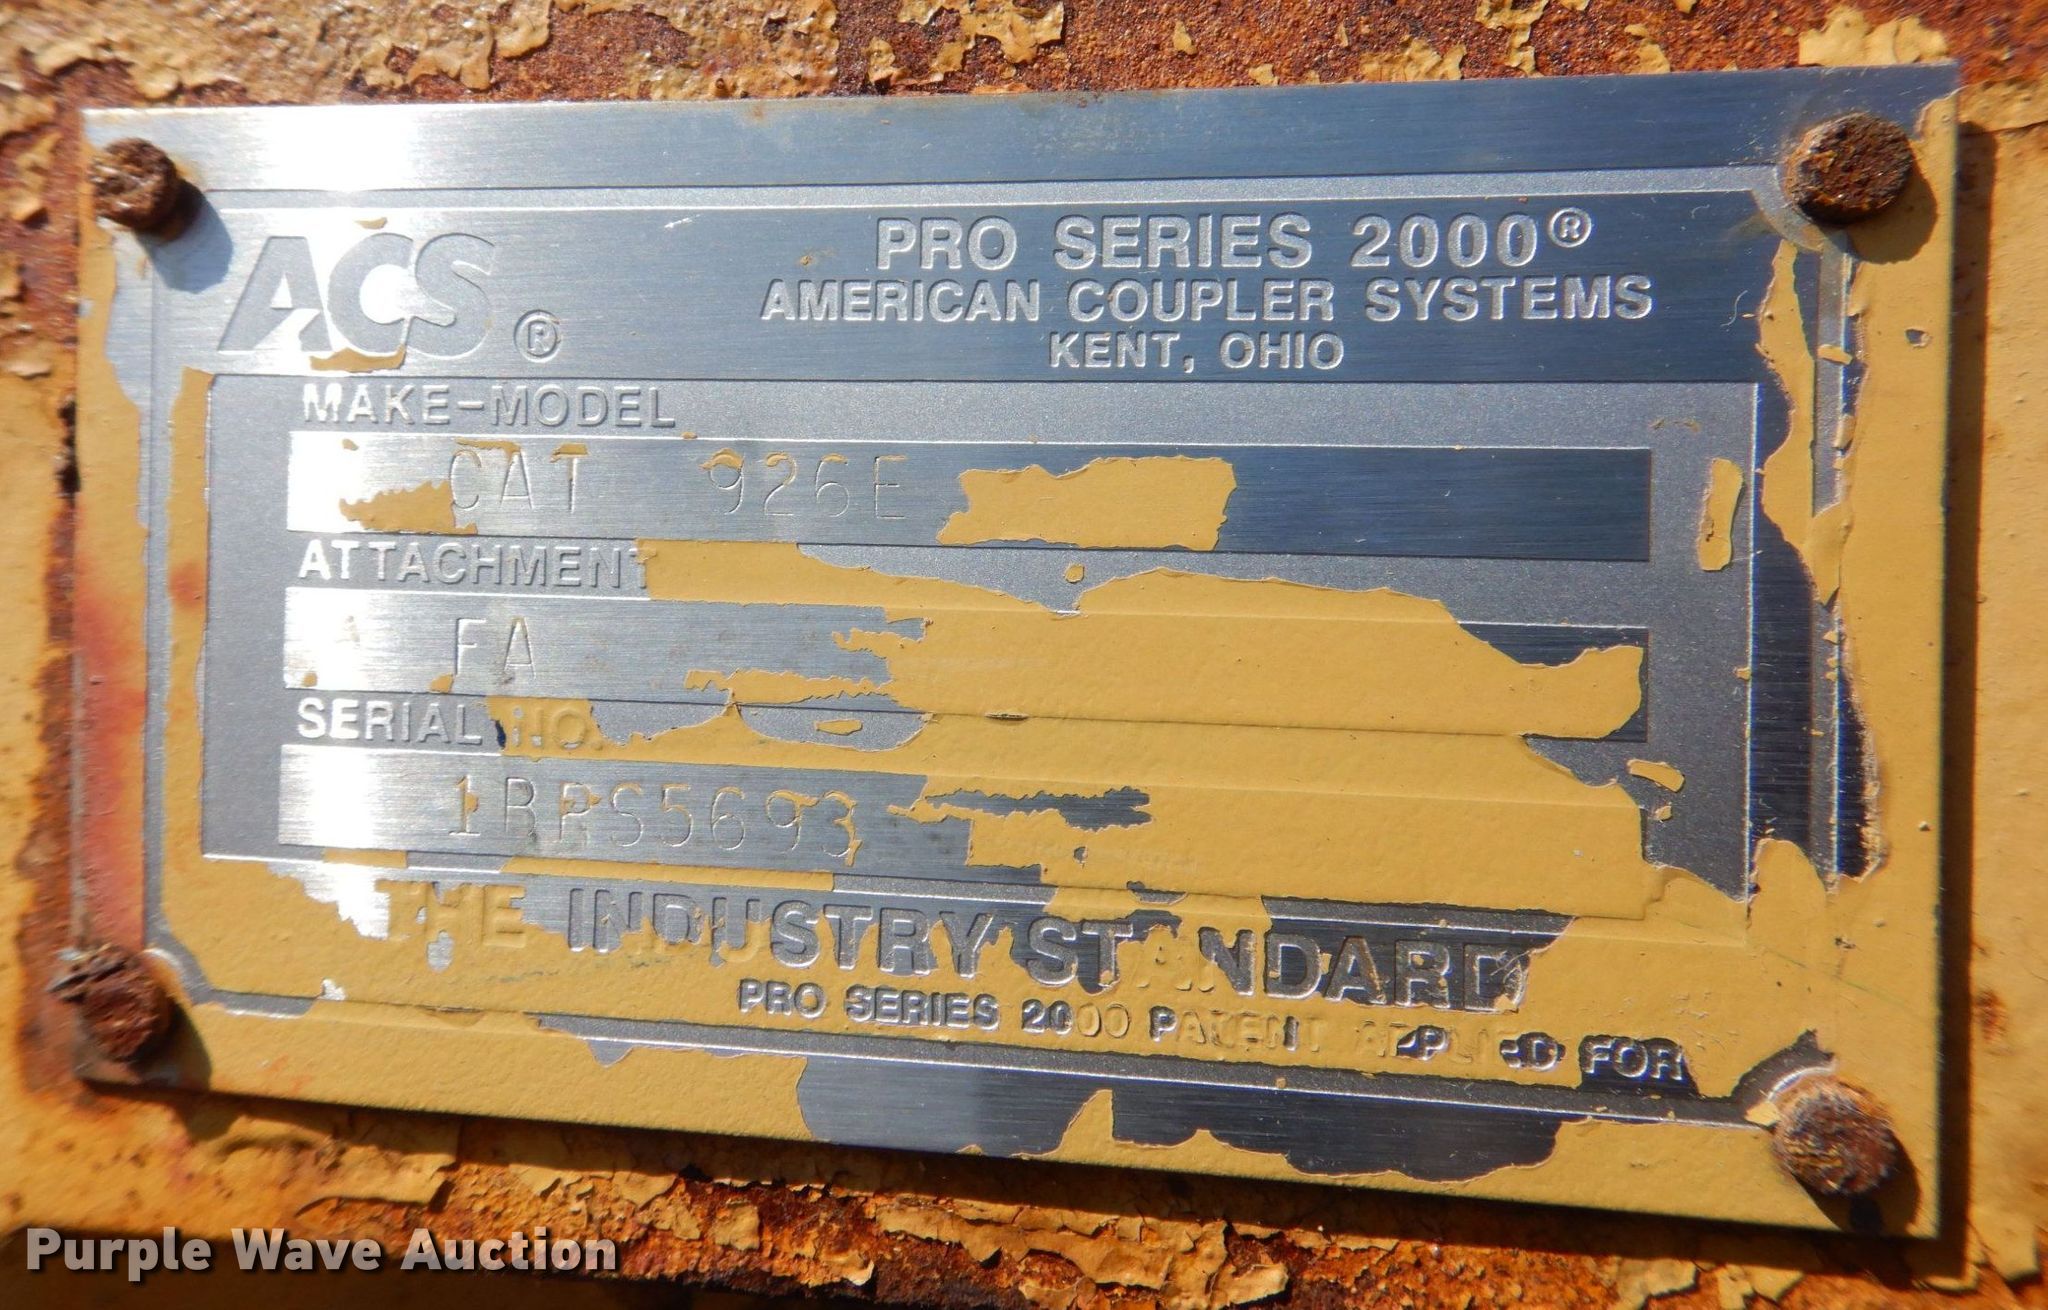 ACS®
PRO SERIES 2000®
AMERICAN COUPLER SYSTEMS
KENT, OHIO
MAKE-MODEL
CAT 926E
ATTACHMENT
FA
SERIAL NO.
1RPS5693
THE INDUSTRY STANDARD
PRO SERIES 2000 PATENT APPLIED FOR
Purple Wave Auction